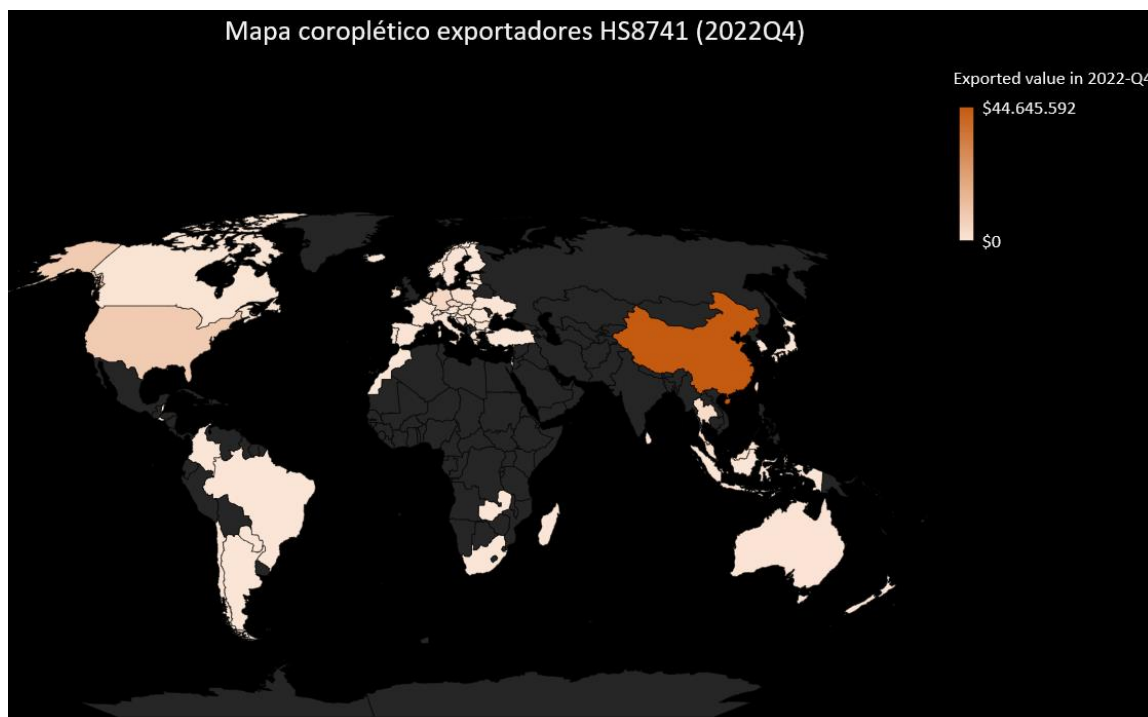 Mapa coroplético exportadores HS8741 (2022Q4)
Exported value in 2022-Q4
$44.645.592
$0